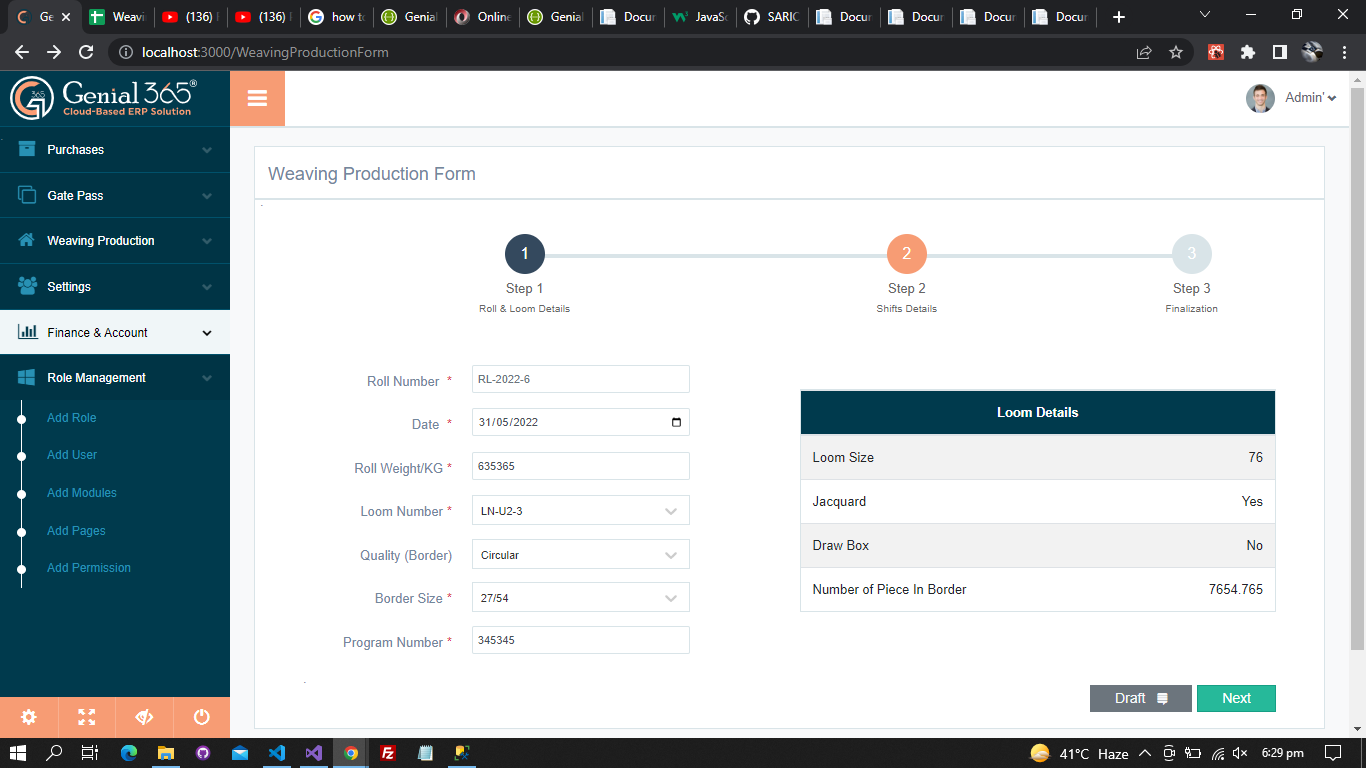 Ge
Weavi
(136)
(136)
how to
Genial
Online
Genial
Docur
JavaSc
SARIC
Docur
Docur
Docur
Docur
localhost:3000/WeavingProductionForm
Genial 365®
Cloud-Based ERP Solution
Admin'
Purchases
Gate Pass
Weaving Production
Settings
Finance & Account
Role Management
Add Role
Add User
Add Modules
Add Pages
Add Permission
Weaving Production Form
1
2
3
Step 1
Step 2
Step 3
Roll & Loom Details
Shifts Details
Finalization
Roll Number * RL-2022-6
Date * 31/05/2022
Roll Weight/KG * 635365
Loom Number * LN-U2-3
Quality (Border) Circular
Border Size * 27/54
Program Number * 345345
Loom Details
Loom Size 76
Jacquard Yes
Draw Box No
Number of Piece In Border 7654.765
Draft
Next
41°C Haze
6:29 pm